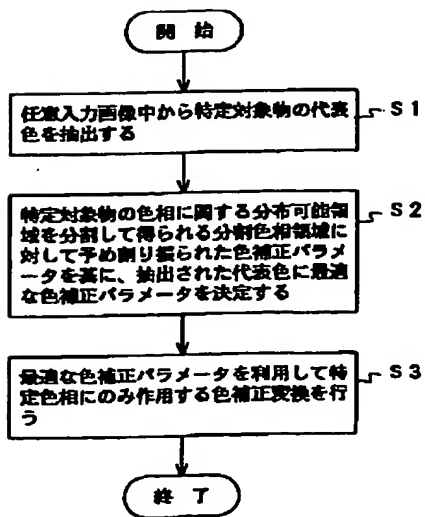 開 始
任意入力画像中から特定対象物の代表
色を抽出する
S1
特定対象物の色相に関する分布可能領
域を分割して得られる分割色相領域に
対して予め割り振られた色補正パラメ
ータを基に、抽出された代表色に最適
な色補正パラメータを決定する
S2
最適な色補正パラメータを利用して特
定色相にのみ作用する色補正変換を行
う
S3
終 了